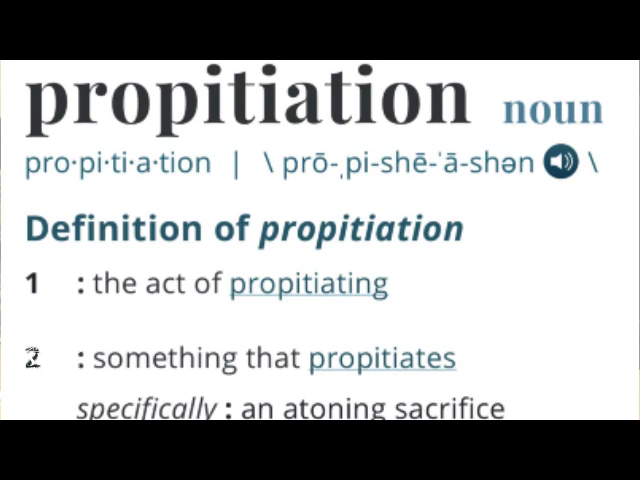 propitiation noun
pro·pi·ti·a·tion | \ prō-ˌpi-shē-ˈā-shən \
Definition of propitiation
1 : the act of propitiating
2 : something that propitiates
specifically : an atoning sacrifice